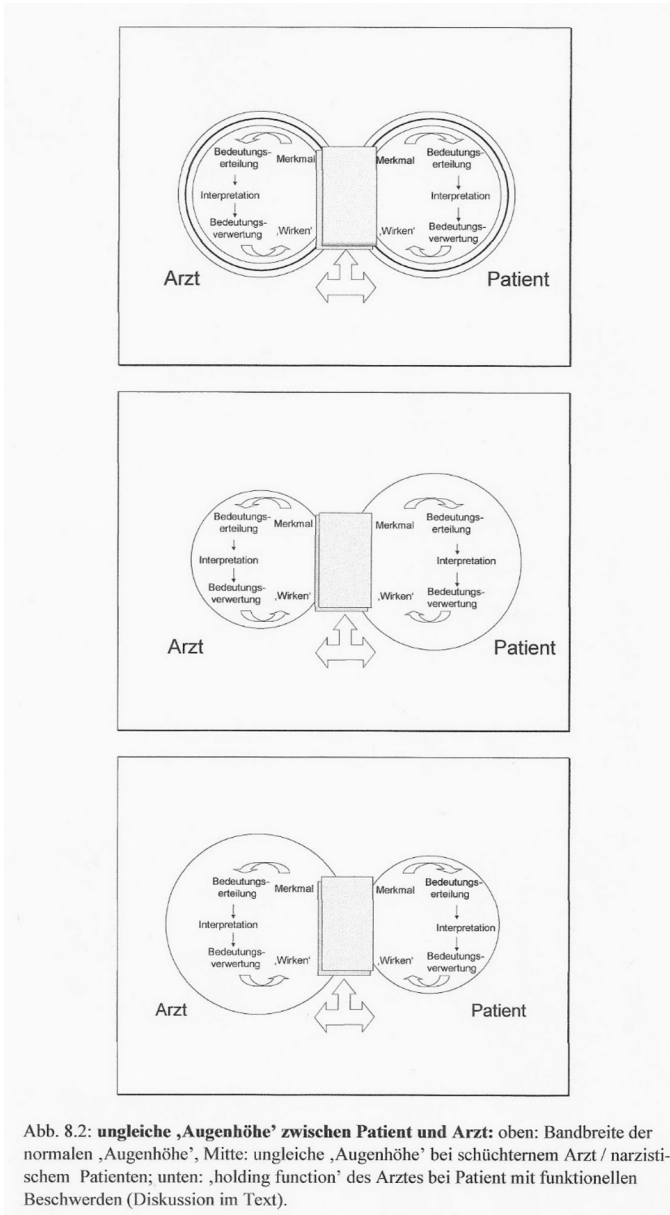 Bedeutungs-
erteilung
Merkmal
Interpretation
Bedeutungs-
verwertung
‚Wirken‘
Arzt
Merkmal
Bedeutungs-
erteilung
Interpretation
Bedeutungs-
verwertung
‚Wirken‘
Patient
Bedeutungs-
erteilung
Merkmal
Interpretation
Bedeutungs-
verwertung
‚Wirken‘
Arzt
Merkmal
Bedeutungs-
erteilung
Interpretation
Bedeutungs-
verwertung
‚Wirken‘
Patient
Bedeutungs-
erteilung
Merkmal
Interpretation
Bedeutungs-
verwertung
‚Wirken‘
Arzt
Merkmal
Bedeutungs-
erteilung
Interpretation
Bedeutungs-
verwertung
‚Wirken‘
Patient
Abb. 8.2: ungleiche ‚Augenhöhe’ zwischen Patient und Arzt: oben: Bandbreite der
normalen ‚Augenhöhe’, Mitte: ungleiche ‚Augenhöhe’ bei schüchternem Arzt / narzisti-
schem Patienten; unten: ‚holding function’ des Arztes bei Patient mit funktionellen
Beschwerden (Diskussion im Text).